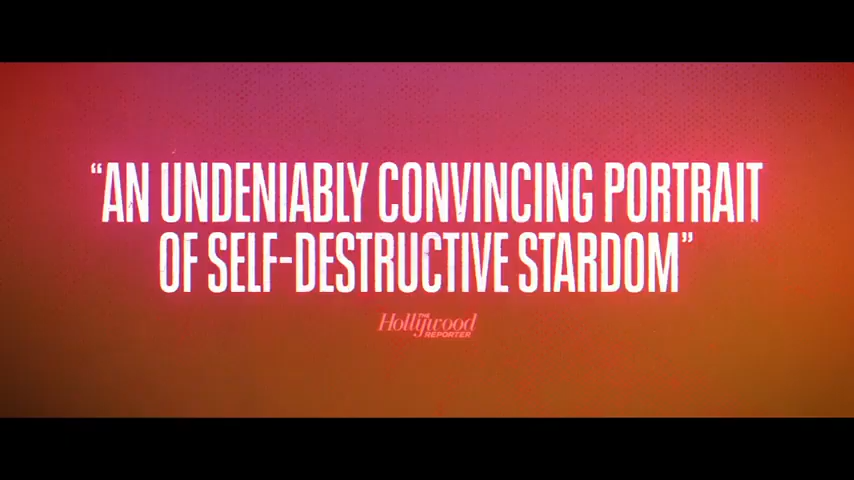 “AN UNDENIABLY CONVINCING PORTRAIT
OF SELF-DESTRUCTIVE STARDOM”
THE
Hollywood
REPORTER